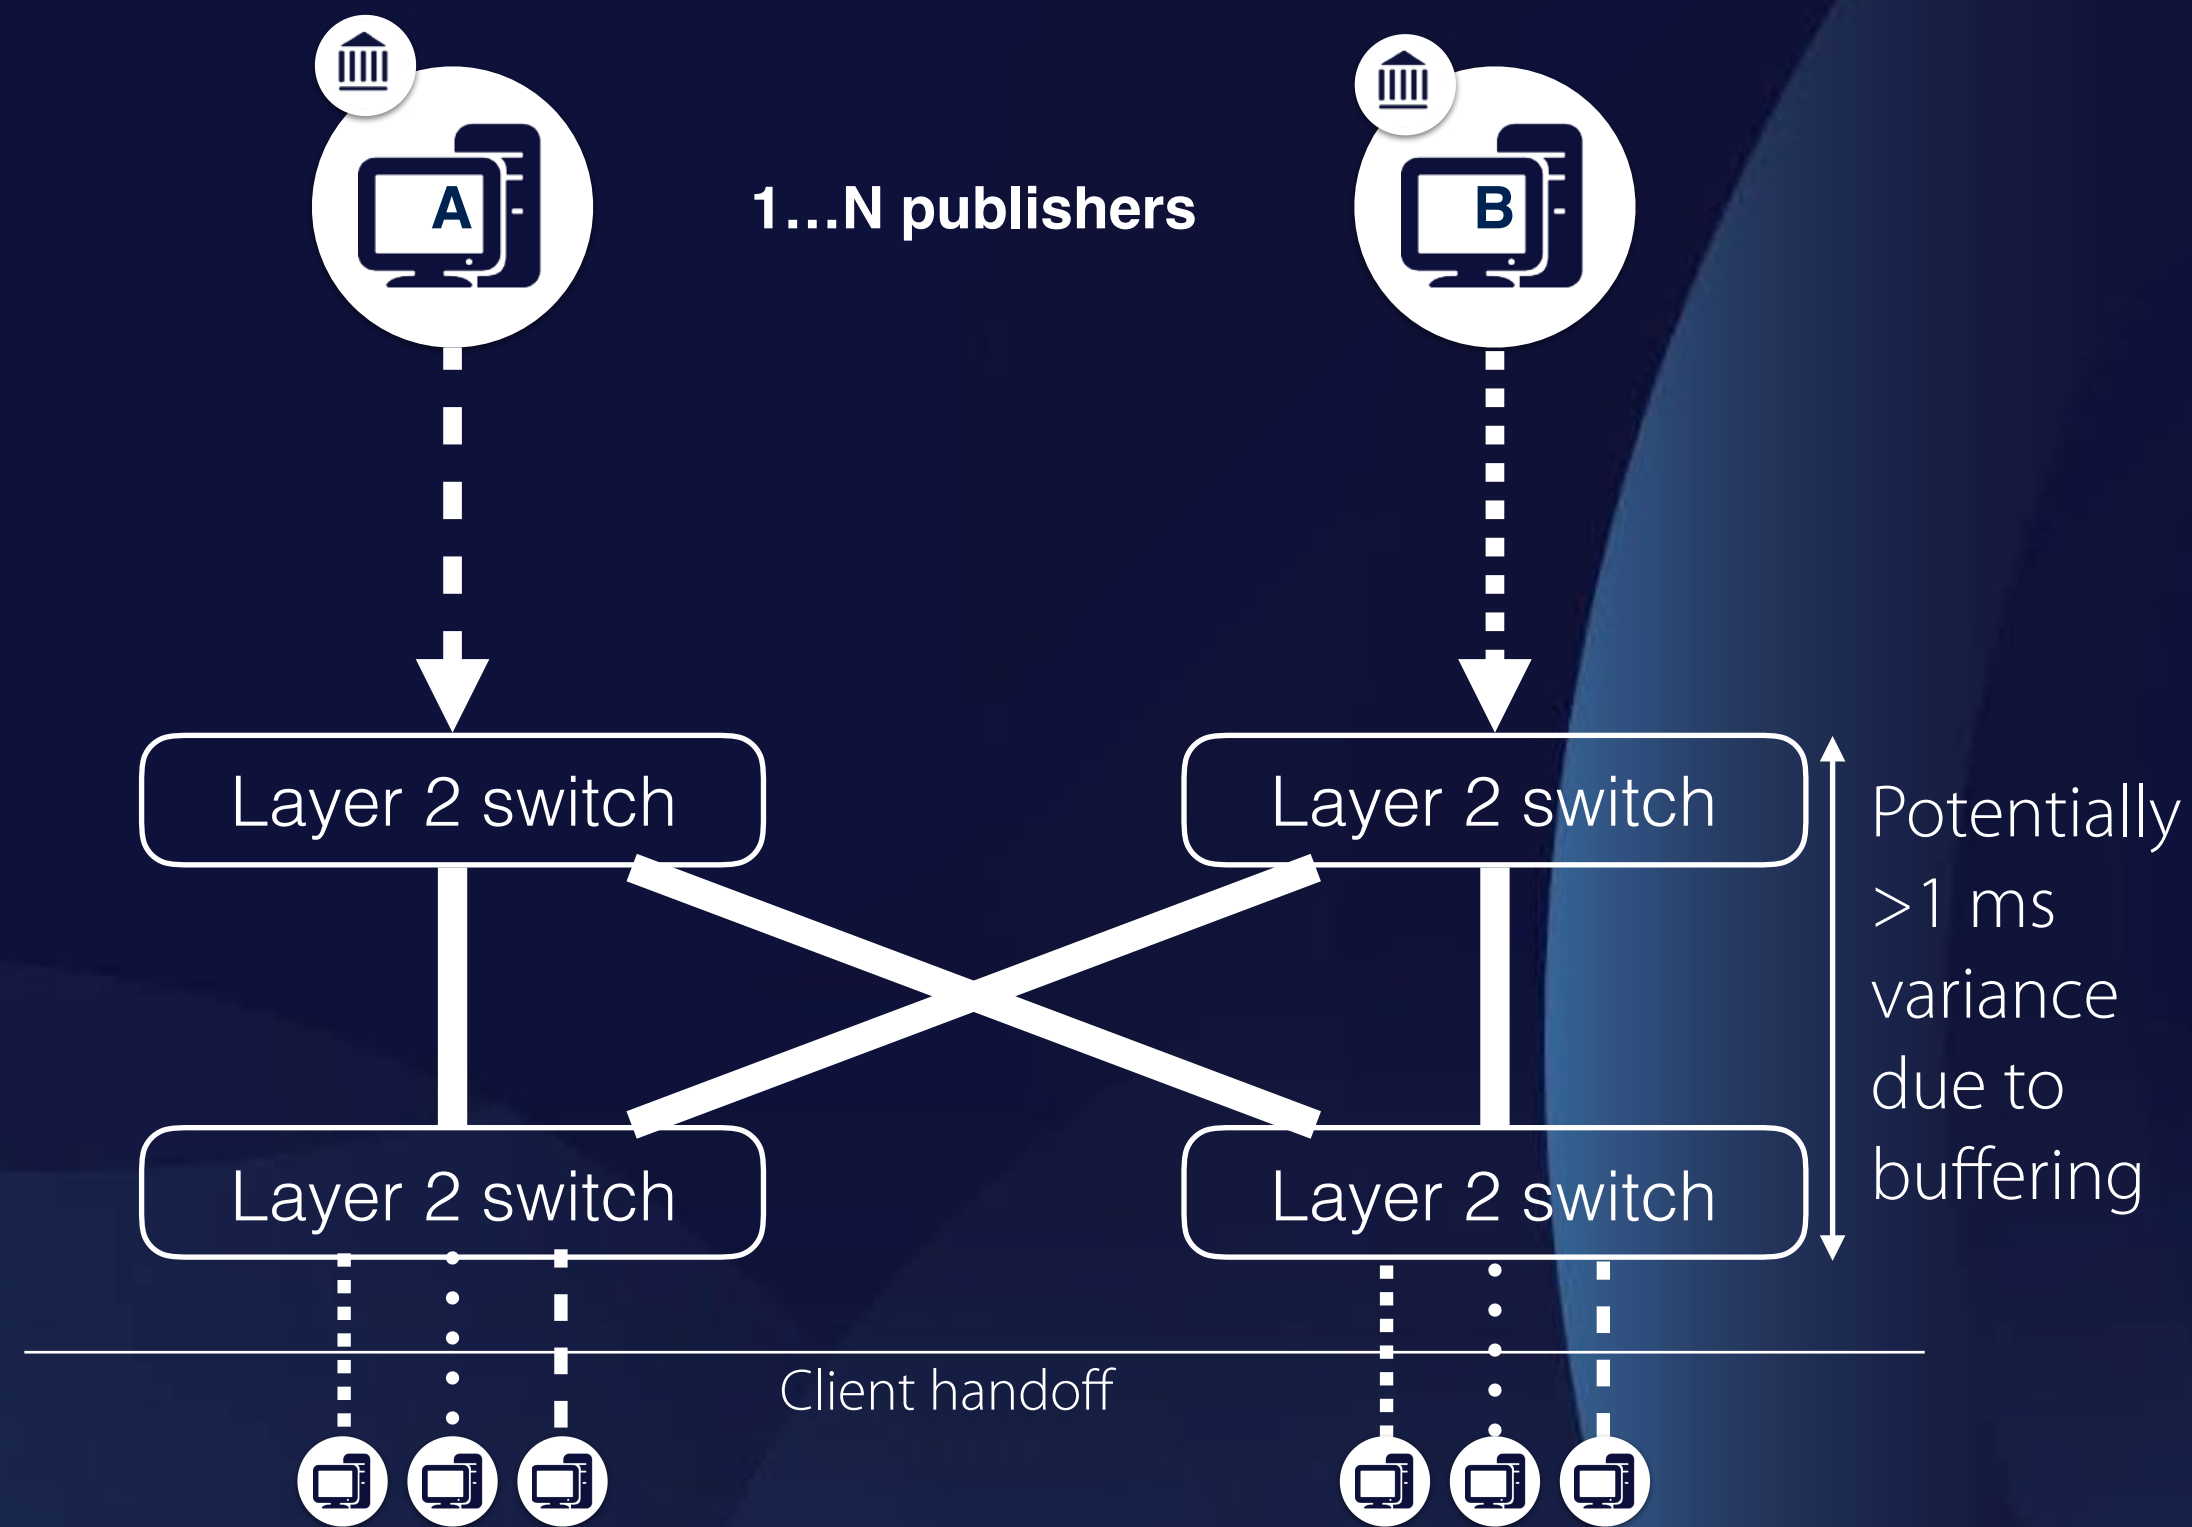 A
1...N publishers
B
Layer 2 switch
Layer 2 switch
Potentially
>1 ms
variance
due to
buffering
Layer 2 switch
Layer 2 switch
Client handoff